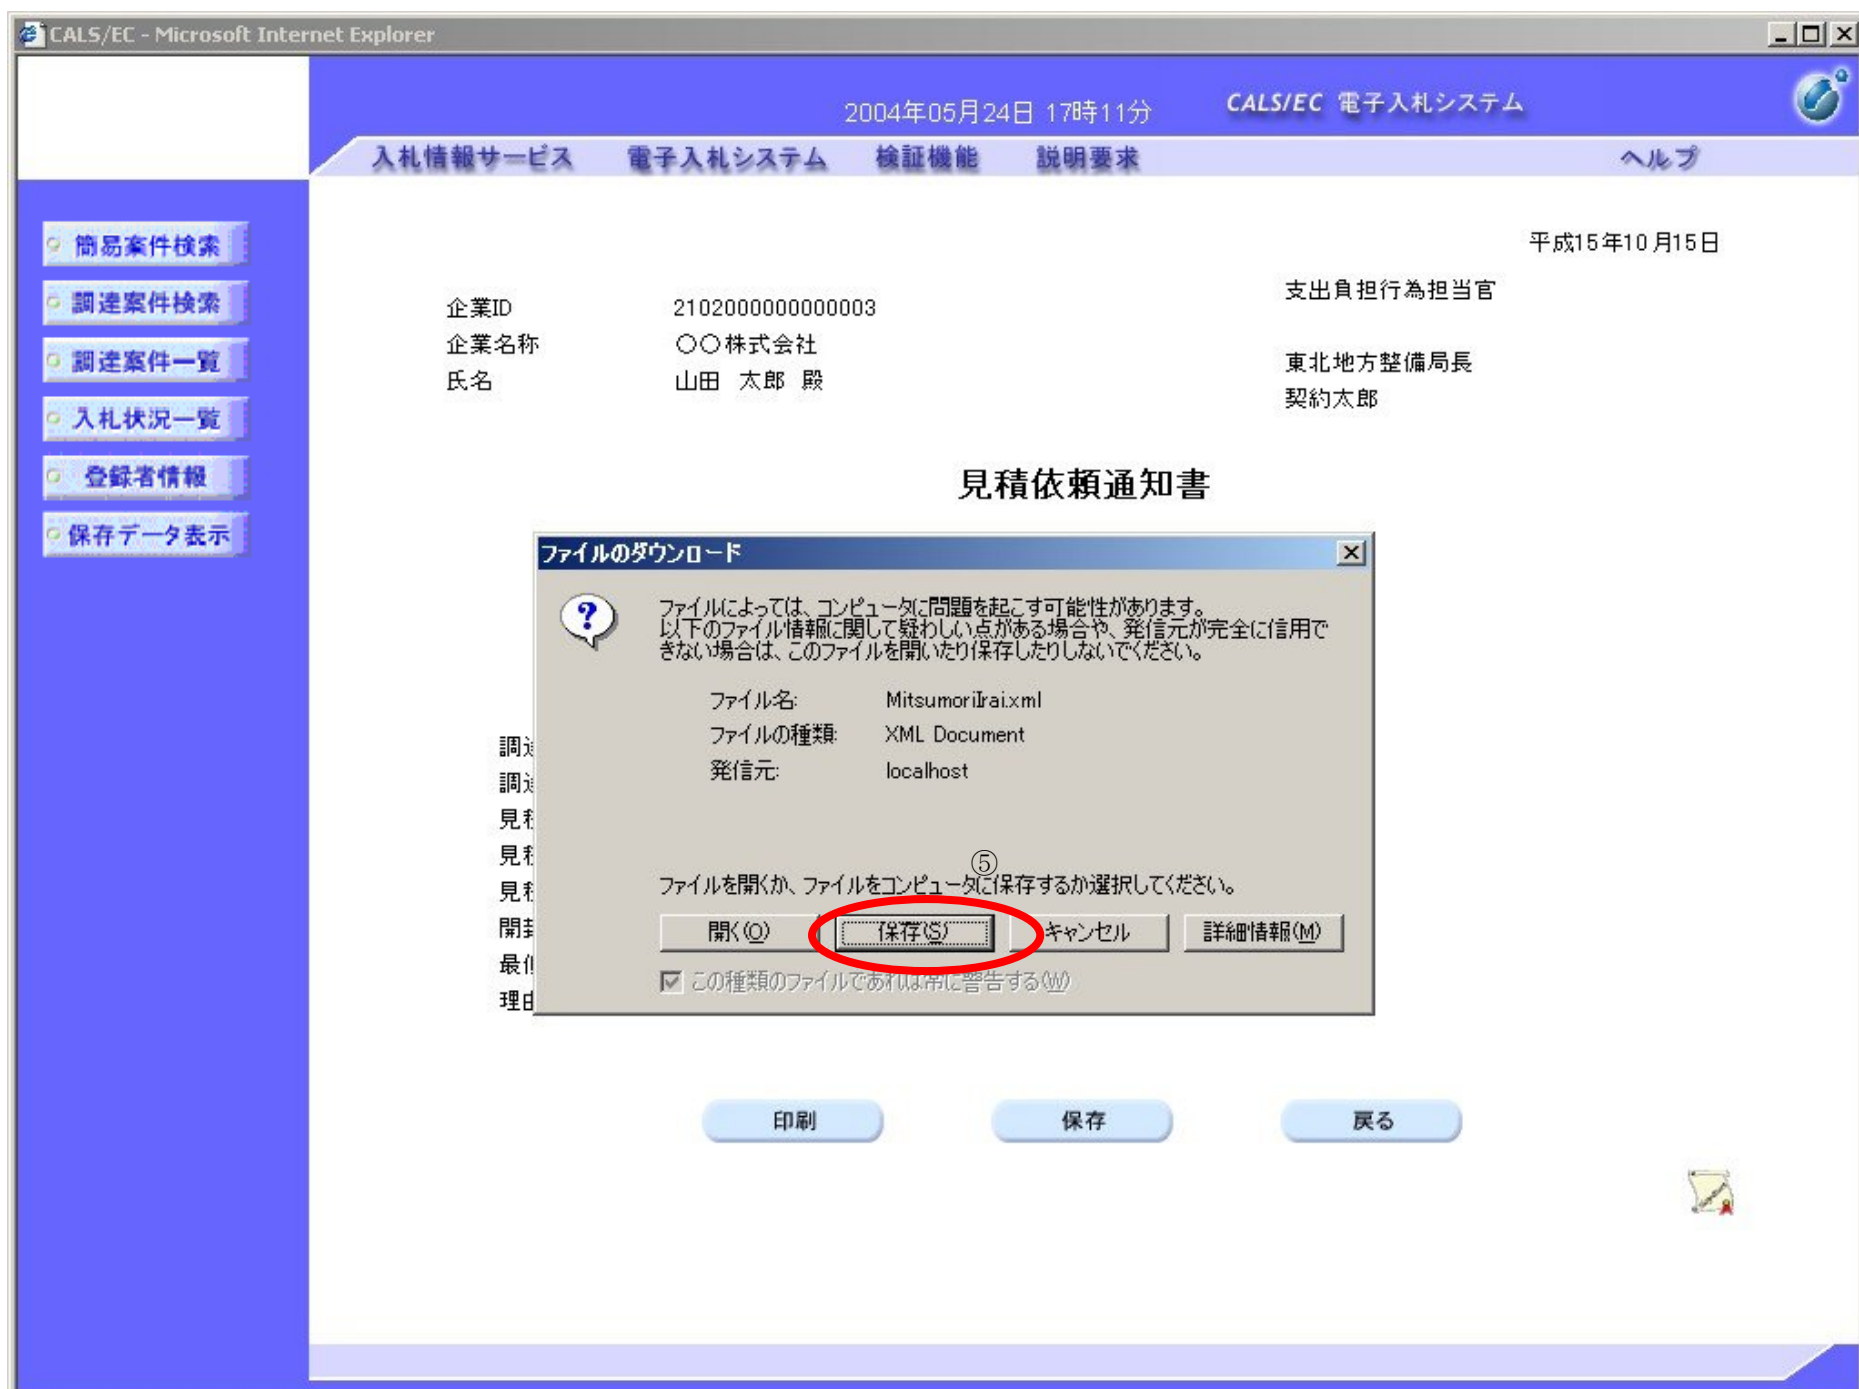 CALS/EC - Microsoft Internet Explorer
2004年05月24日 17時11分
CALS/EC 電子入札システム
入札情報サービス 電子入札システム 検証機能 説明要求 ヘルプ
簡易案件検索
調達案件検索
調達案件一覧
入札状況一覧
登録者情報
保存データ表示
平成15年10月15日
支出負担行為担当官
企業ID 2102000000000003
企業名称 〇〇株式会社
東北地方整備局長
氏名 山田 太郎 殿
契約太郎
見積依頼通知書
ファイルのダウンロード
ファイルによっては、コンピュータに問題を起こす可能性があります。
以下のファイル情報に関して疑わしい点がある場合や、発信元が完全に信用で
きない場合は、このファイルを開いたり保存したりしないでください。
ファイル名: MitsumoriIrai.xml
ファイルの種類: XML Document
発信元: localhost
調
調
見
見
見
開
最
理
⑤
ファイルを開くか、ファイルをコンピュータに保存するか選択してください。
開く(O) 保存(S) キャンセル 詳細情報(M)
この種類のファイルであれば常に警告する(W)
印刷 保存 戻る